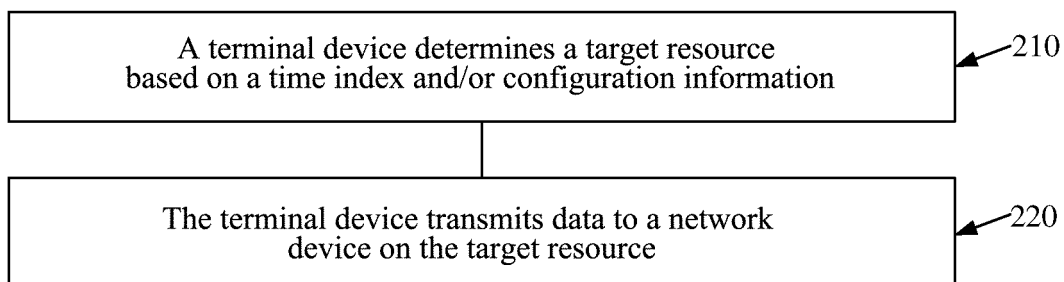 A terminal device determines a target resource
based on a time index and/or configuration information
210
The terminal device transmits data to a network
device on the target resource
220